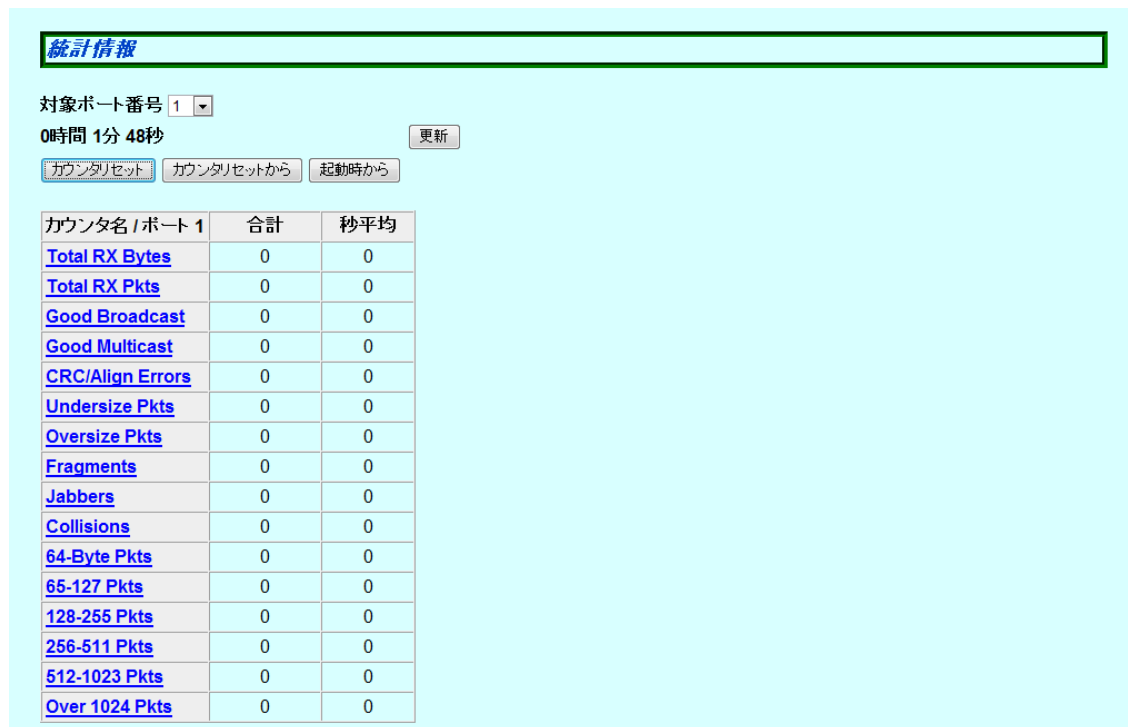 統計情報
対象ポート番号 1
0時間 1分 48秒 更新
カウンタリセット カウンタリセットから 起動時から
カウンタ名 / ポート 1 合計 秒平均
Total RX Bytes 0 0
Total RX Pkts 0 0
Good Broadcast 0 0
Good Multicast 0 0
CRC/Align Errors 0 0
Undersize Pkts 0 0
Oversize Pkts 0 0
Fragments 0 0
Jabbers 0 0
Collisions 0 0
64-Byte Pkts 0 0
65-127 Pkts 0 0
128-255 Pkts 0 0
256-511 Pkts 0 0
512-1023 Pkts 0 0
Over 1024 Pkts 0 0